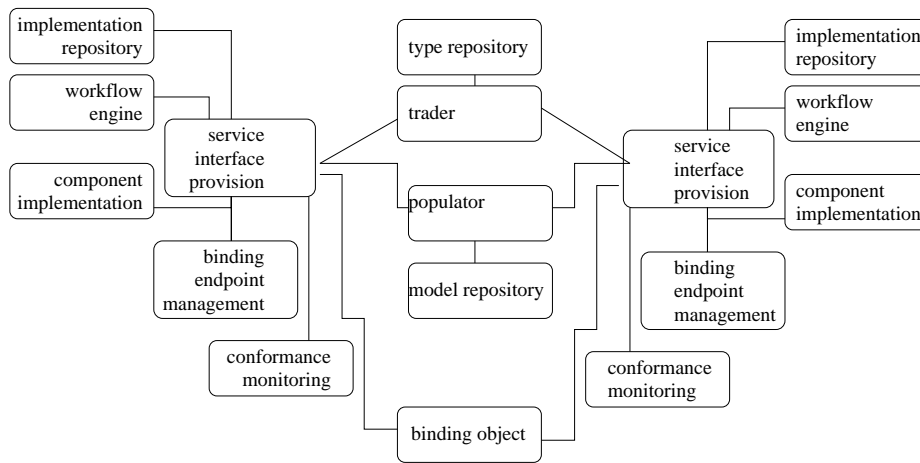 implementation
repository
workflow
engine
service
interface
provision
component
implementation
binding
endpoint
management
conformance
monitoring
type repository
trader
populator
model repository
binding object
implementation
repository
workflow
engine
service
interface
provision
component
implementation
binding
endpoint
management
conformance
monitoring